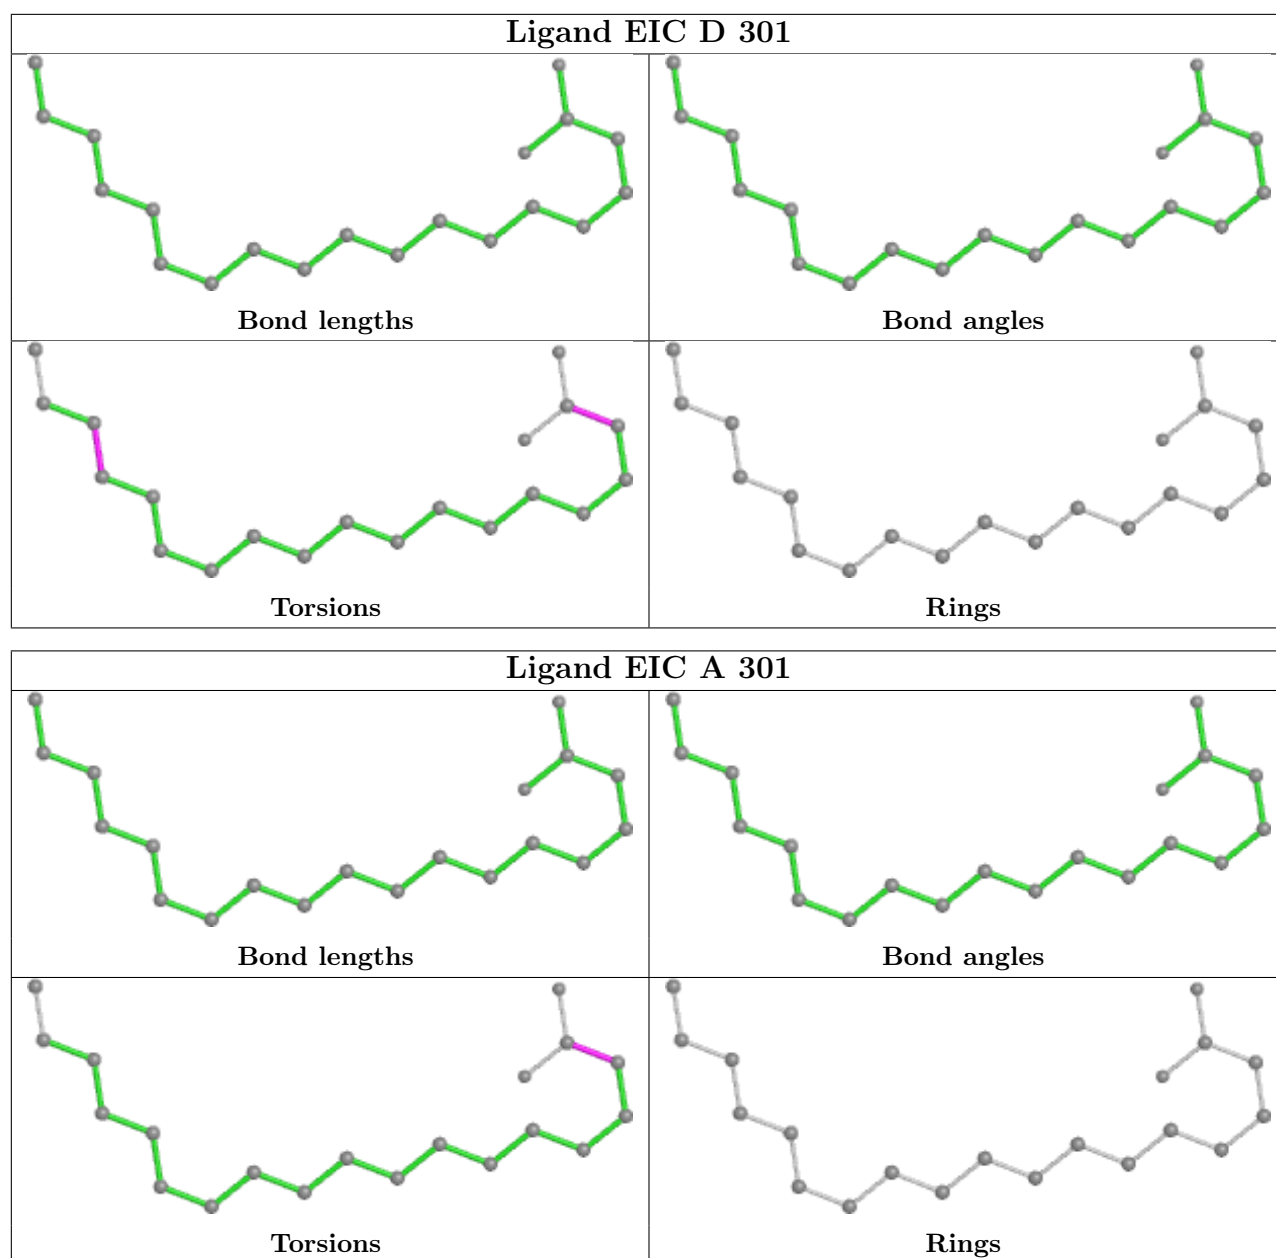 Ligand EIC D 301
Bond lengths
Bond angles
Torsions
Rings
Ligand EIC A 301
Bond lengths
Bond angles
Torsions
Rings